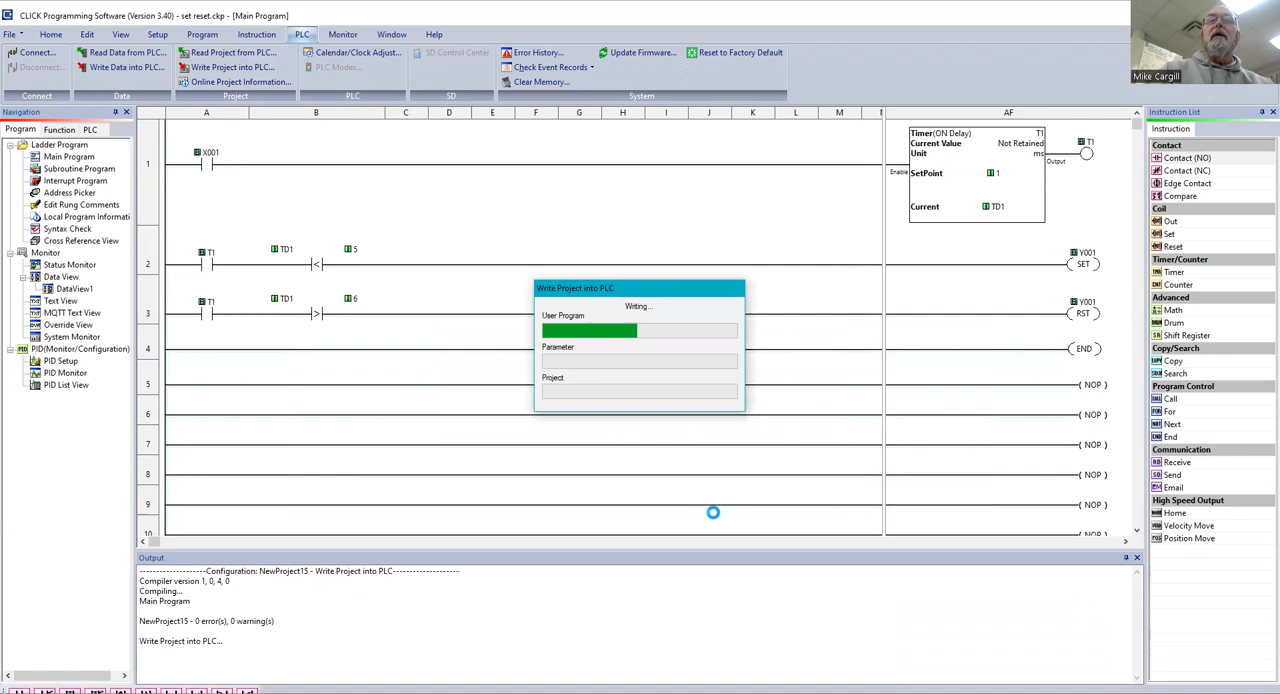 CLICK Programming Software (Version 3.40) - set reset.ckp - [Main Program]
File Home Edit View Setup Program Instruction PLC Monitor Window Help
Connect... Read Data from PLC... Read Project from PLC... Calendar/Clock Adjust... SD Control Center Error History... Update Firmware... Reset to Factory Default
Disconnect... Write Data into PLC... Write Project into PLC... PLC Modes... Check Event Records
Online Project Information... Clear Memory...
Connect Data Project PLC SD System
Mike Cargill
Navigation
Program Function PLC
Ladder Program
Main Program
Subroutine Program
Interrupt Program
Address Picker
Edit Rung Comments
Local Program Informati
Syntax Check
Cross Reference View
Monitor
Status Monitor
Data View
DataView1
Text View
MQTT Text View
Override View
System Monitor
PID(Monitor/Configuration)
PID Setup
PID Monitor
PID List View
A B C D E F G H I J K L M AF
1 X001
Timer(ON Delay) T1
Current Value Not Retained
Unit ms
Enable SetPoint 1
Current TD1
Output
T1
2 T1 TD1 < 5 Y001 SET
3 T1 TD1 > 6 Y001 RST
4 END
5 NOP
6 NOP
7 NOP
8 NOP
9 NOP
10 NOP
Write Project into PLC
Writing...
User Program
Parameter
Project
Output
--------------------Configuration: NewProject15 - Write Project into PLC--------------------
Compiler version 1, 0, 4, 0
Compiling...
Main Program
NewProject15 - 0 error(s), 0 warning(s)
Write Project into PLC...
Instruction List
Instruction
Contact
Contact (NO)
Contact (NC)
Edge Contact
Compare
Coil
Out
Set
Reset
Timer/Counter
Timer
Counter
Advanced
Math
Drum
Shift Register
Copy/Search
Copy
Search
Program Control
Call
For
Next
End
Communication
Receive
Send
Email
High Speed Output
Home
Velocity Move
Position Move